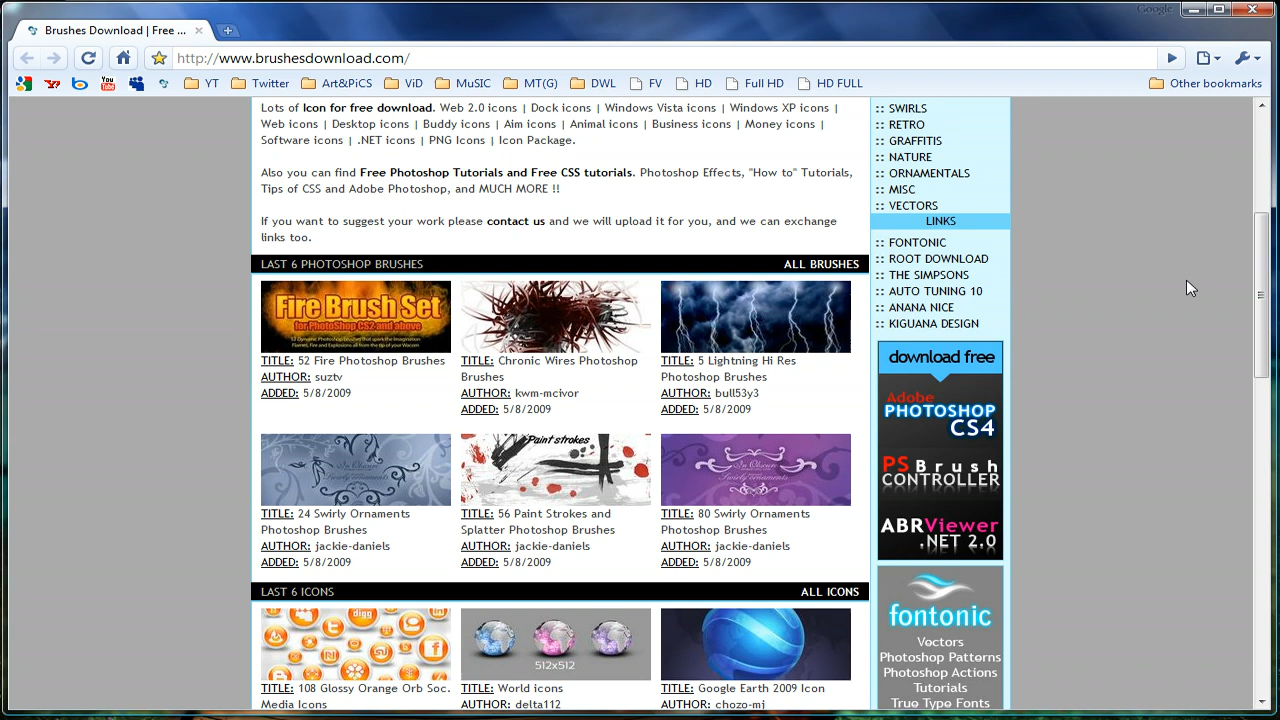 Google
Brushes Download | Free ...
http://www.brushesdownload.com/
YT
Twitter
Art&PiCS
ViD
MuSIC
MT(G)
DWL
FV
HD
Full HD
HD FULL
Other bookmarks
Lots of Icon for free download. Web 2.0 icons | Dock icons | Windows Vista icons | Windows XP icons |
Web icons | Desktop icons | Buddy icons | Aim icons | Animal icons | Business icons | Money icons |
Software icons | .NET icons | PNG Icons | Icon Package.
Also you can find Free Photoshop Tutorials and Free CSS tutorials. Photoshop Effects, "How to" Tutorials,
Tips of CSS and Adobe Photoshop, and MUCH MORE !!
If you want to suggest your work please contact us and we will upload it for you, and we can exchange
links too.
LAST 6 PHOTOSHOP BRUSHES
ALL BRUSHES
Fire Brush Set
for PhotoShop CS2 and above
TITLE: 52 Fire Photoshop Brushes
AUTHOR: suztv
ADDED: 5/8/2009
TITLE: Chronic Wires Photoshop
Brushes
AUTHOR: kwm-mcivor
ADDED: 5/8/2009
TITLE: 5 Lightning Hi Res
Photoshop Brushes
AUTHOR: bull53y3
ADDED: 5/8/2009
Paint strokes
TITLE: 24 Swirly Ornaments
Photoshop Brushes
AUTHOR: jackie-daniels
ADDED: 5/8/2009
TITLE: 56 Paint Strokes and
Splatter Photoshop Brushes
AUTHOR: jackie-daniels
ADDED: 5/8/2009
TITLE: 80 Swirly Ornaments
Photoshop Brushes
AUTHOR: jackie-daniels
ADDED: 5/8/2009
LAST 6 ICONS
ALL ICONS
digg
512x512
TITLE: 108 Glossy Orange Orb Soc.
Media Icons
TITLE: World icons
AUTHOR: delta112
TITLE: Google Earth 2009 Icon
AUTHOR: chozo-mj
:: SWIRLS
:: RETRO
:: GRAFFITIS
:: NATURE
:: ORNAMENTALS
:: MISC
:: VECTORS
LINKS
:: FONTONIC
:: ROOT DOWNLOAD
:: THE SIMPSONS
:: AUTO TUNING 10
:: ANANA NICE
:: KIGUANA DESIGN
download free
Adobe
PHOTOSHOP
CS4
PS Brush
CONTROLLER
ABRViewer
.NET 2.0
fontonic
Vectors
Photoshop Patterns
Photoshop Actions
Tutorials
True Type Fonts